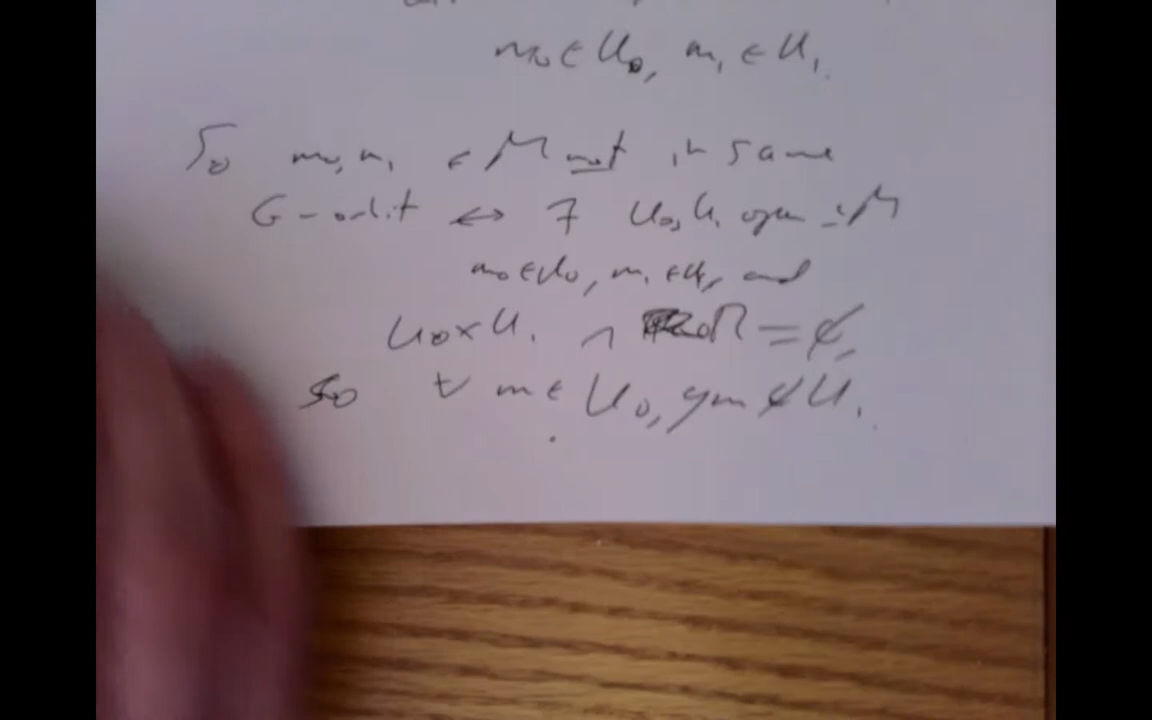 m₀ ∈ U₀, m₁ ∈ U₁.
So m₀, m₁ ∈ M not in same
G-orbit ↔ ∃ U₀, U₁ open ⊆ M
m₀ ∈ U₀, m₁ ∈ U₁, and
U₀ × U₁ ∩ R = ∅,
so ∀ m ∈ U₀, gm ∉ U₁.